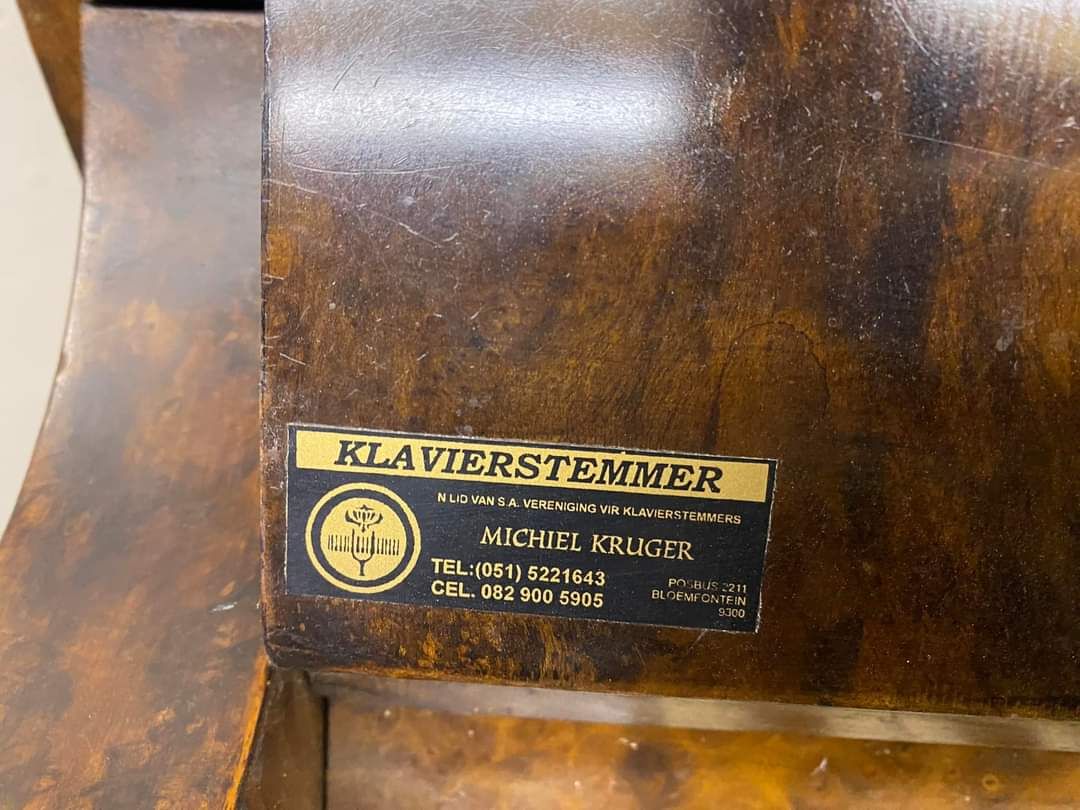 KLAVIERSTEMMER
N LID VAN S.A. VERENIGING VIR KLAVIERSTEMMERS
MICHIEL KRUGER
TEL:(051) 5221643
CEL. 082 900 5905
POSBUS 2211
BLOEMFONTEIN
9300